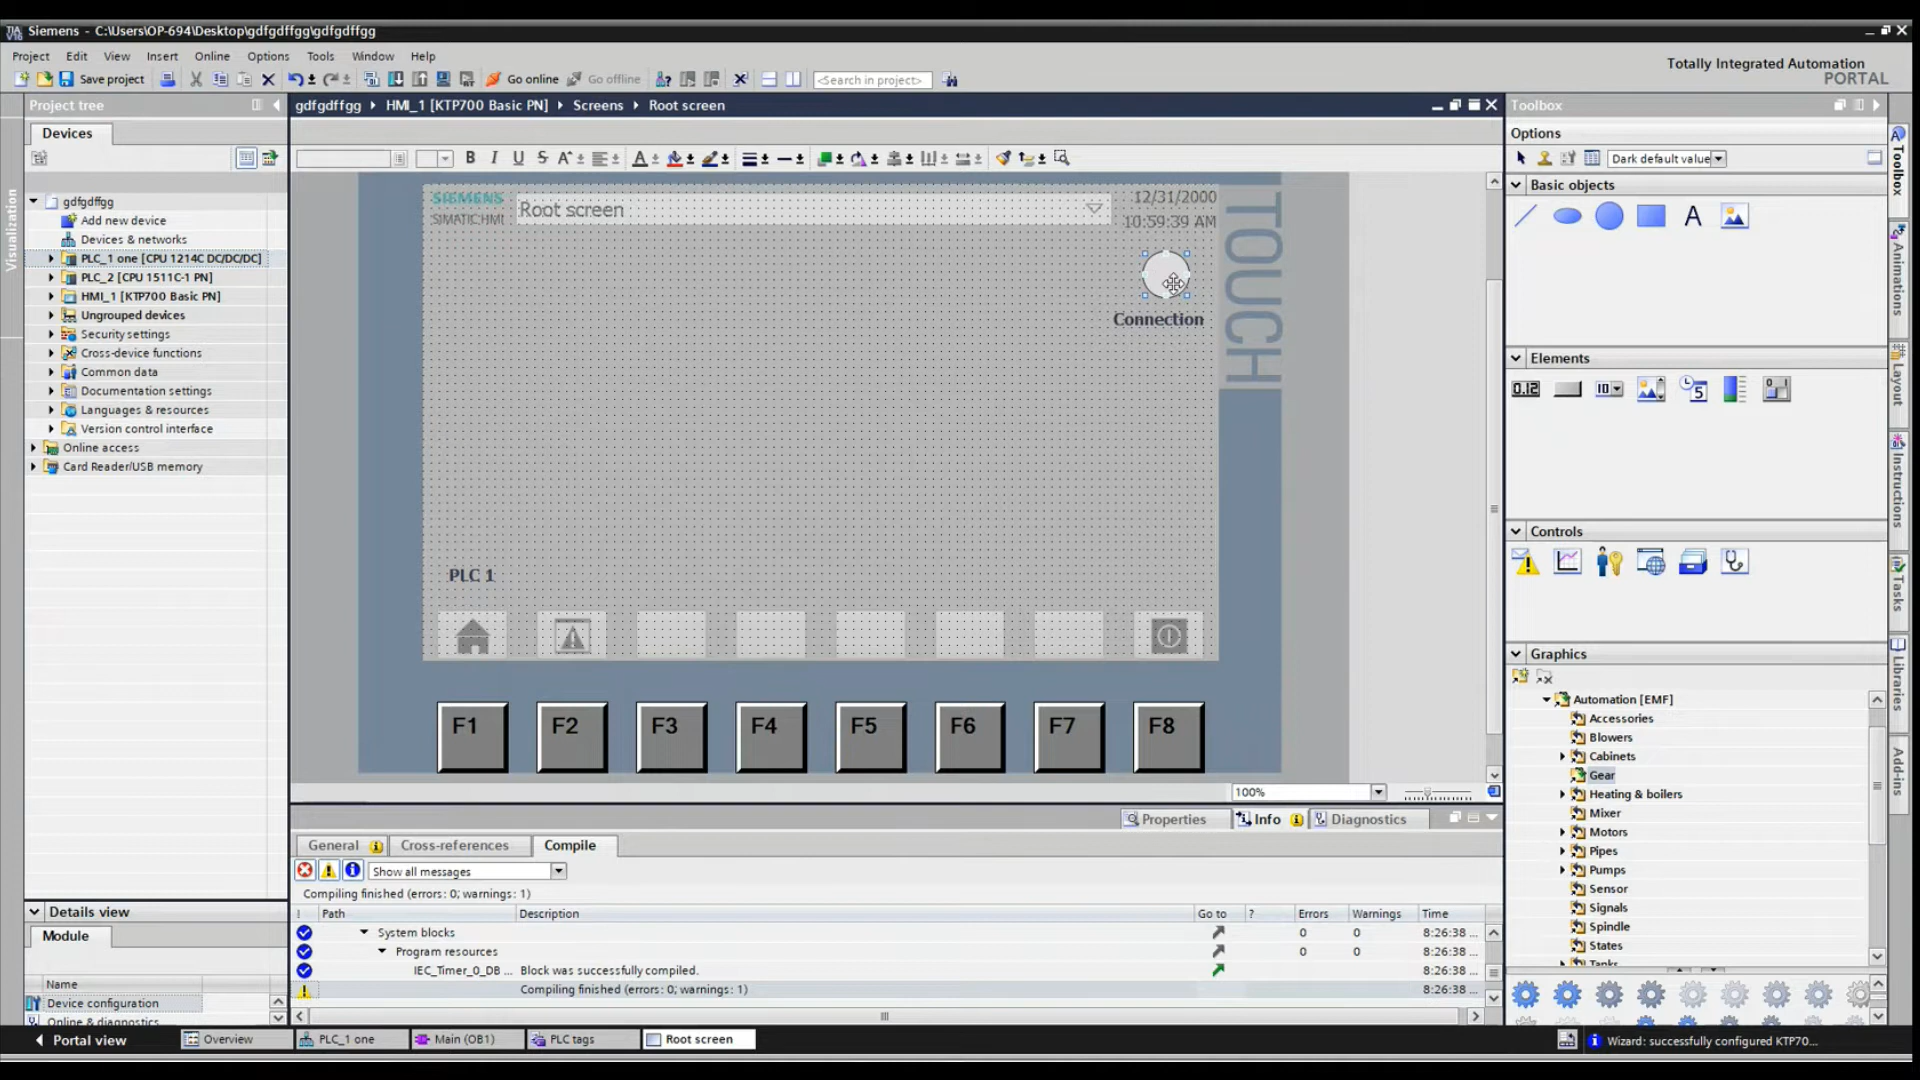 Siemens - C:\Users\OP-694\Desktop\gdfgdffgg\gdfgdffgg
Project Edit View Insert Online Options Tools Window Help
Totally Integrated Automation
PORTAL
Save project
Go online
Go offline
<Search in project>
Project tree
gdfgdffgg HMI_1 [KTP700 Basic PN] Screens Root screen
Toolbox
Devices
gdfgdffgg
Add new device
Devices & networks
PLC_1 one [CPU 1214C DC/DC/DC]
PLC_2 [CPU 1511C-1 PN]
HMI_1 [KTP700 Basic PN]
Ungrouped devices
Security settings
Cross-device functions
Common data
Documentation settings
Languages & resources
Version control interface
Online access
Card Reader/USB memory
Visualization
Details view
Module
Name
Device configuration
Online & diagnostics
SIEMENS
SIMATIC HMI
Root screen
12/31/2000
10:59:39 AM
TOUCH
Connection
PLC 1
F1 F2 F3 F4 F5 F6 F7 F8
100%
Properties Info Diagnostics
General Cross-references Compile
Show all messages
Compiling finished (errors: 0; warnings: 1)
! Path Description Go to ? Errors Warnings Time
System blocks 0 0 8:26:38 ...
Program resources 0 0 8:26:38 ...
IEC_Timer_0_DB ... Block was successfully compiled. 8:26:38 ...
Compiling finished (errors: 0; warnings: 1) 8:26:38 ...
Options
Dark default value
Basic objects
A
Elements
0.12
10
5
Controls
Graphics
Automation [EMF]
Accessories
Blowers
Cabinets
Gear
Heating & boilers
Mixer
Motors
Pipes
Pumps
Sensor
Signals
Spindle
States
Tanks
Toolbox
Animations
Layout
Instructions
Tasks
Libraries
Add-ins
Portal view
Overview
PLC_1 one
Main (OB1)
PLC tags
Root screen
Wizard: successfully configured KTP70...